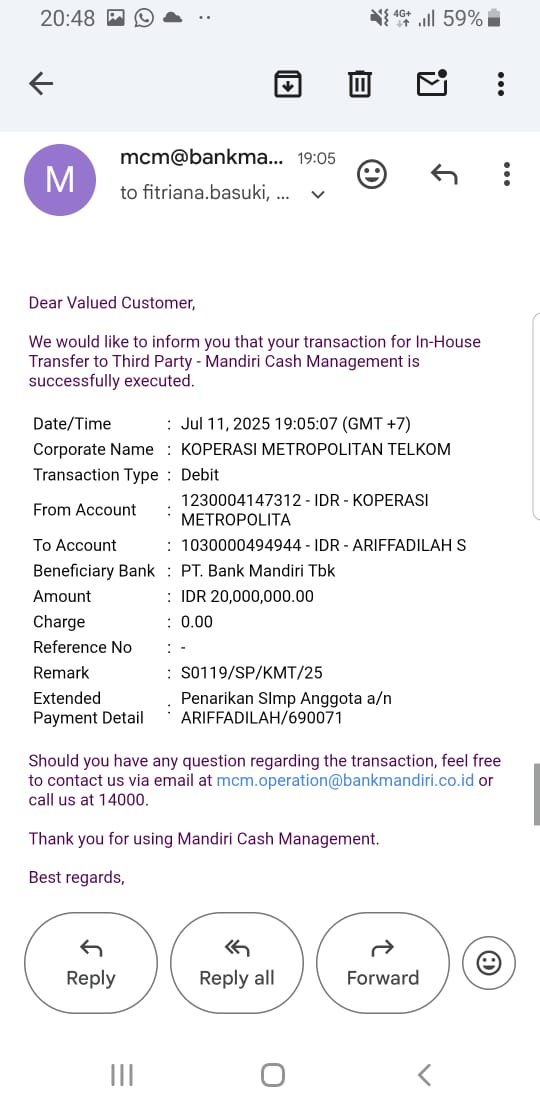 20:48
4G+
59%
M
mcm@bankma... 19:05
to fitriana.basuki, ...
Dear Valued Customer,
We would like to inform you that your transaction for In-House
Transfer to Third Party - Mandiri Cash Management is
successfully executed.
Date/Time : Jul 11, 2025 19:05:07 (GMT +7)
Corporate Name : KOPERASI METROPOLITAN TELKOM
Transaction Type : Debit
From Account : 1230004147312 - IDR - KOPERASI
METROPOLITA
To Account : 1030000494944 - IDR - ARIFFADILAH S
Beneficiary Bank : PT. Bank Mandiri Tbk
Amount : IDR 20,000,000.00
Charge : 0.00
Reference No : -
Remark : S0119/SP/KMT/25
Extended
Payment Detail : Penarikan SImp Anggota a/n
ARIFFADILAH/690071
Should you have any question regarding the transaction, feel free
to contact us via email at mcm.operation@bankmandiri.co.id or
call us at 14000.
Thank you for using Mandiri Cash Management.
Best regards,
Reply
Reply all
Forward